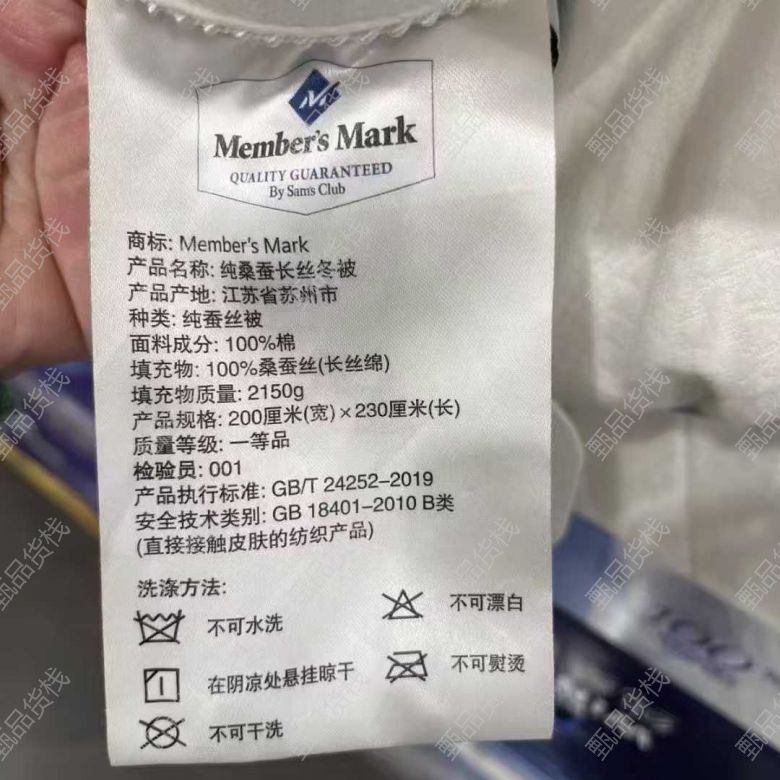 Member's Mark
QUALITY GUARANTEED
By Sam's Club
商标: Member's Mark
产品名称: 纯桑蚕长丝冬被
产品产地: 江苏省苏州市
种类: 纯蚕丝被
面料成分: 100%棉
填充物: 100%桑蚕丝(长丝绵)
填充物质量: 2150g
产品规格: 200厘米(宽)×230厘米(长)
质量等级: 一等品
检验员: 001
产品执行标准: GB/T 24252-2019
安全技术类别: GB 18401-2010 B类
(直接接触皮肤的纺织产品)
洗涤方法:
不可水洗
不可漂白
在阴凉处悬挂晾干
不可熨烫
不可干洗
100%
甄品货栈